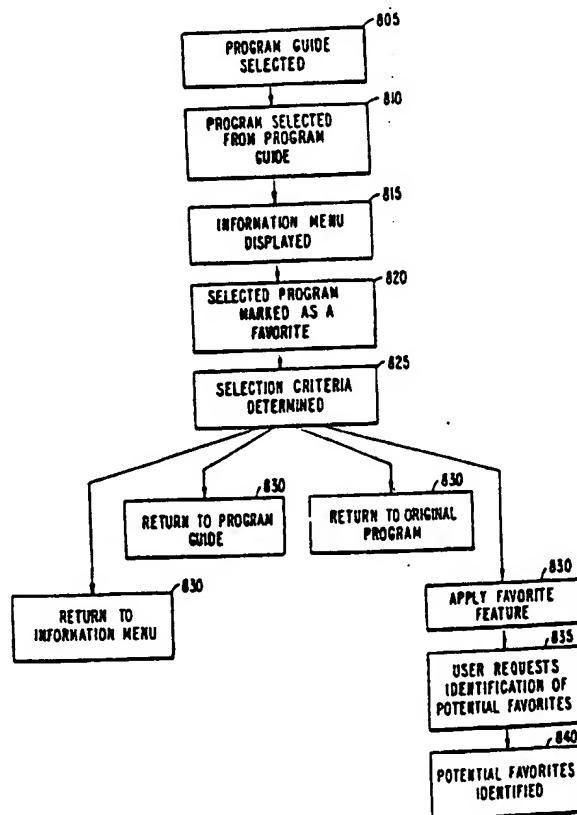 805
PROGRAM GUIDE
SELECTED
810
PROGRAM SELECTED
FROM PROGRAM
GUIDE
815
INFORMATION MENU
DISPLAYED
820
SELECTED PROGRAM
MARKED AS A
FAVORITE
825
SELECTION CRITERIA
DETERMINED
830
RETURN TO PROGRAM
GUIDE
830
RETURN TO ORIGINAL
PROGRAM
830
RETURN TO
INFORMATION MENU
830
APPLY FAVORITE
FEATURE
835
USER REQUESTS
IDENTIFICATION OF
POTENTIAL FAVORITES
840
POTENTIAL FAVORITES
IDENTIFIED